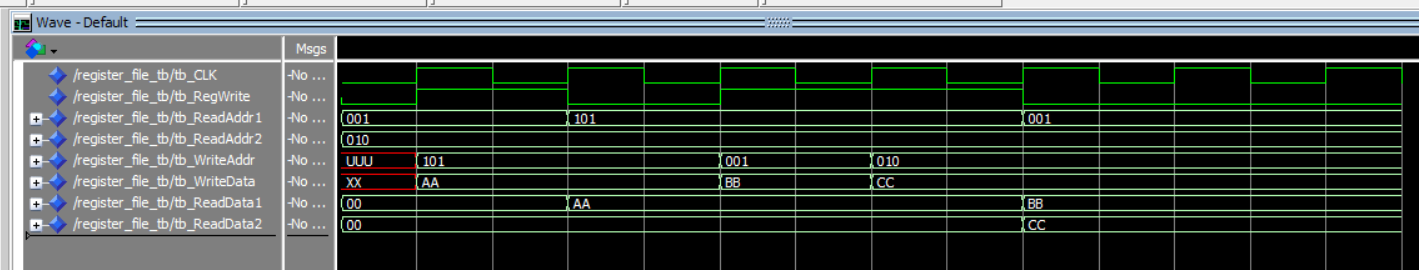 Wave - Default
Msgs
/register_file_tb/tb_CLK -No ...
/register_file_tb/tb_RegWrite -No ...
/register_file_tb/tb_ReadAddr1 -No ... 001 101 001
/register_file_tb/tb_ReadAddr2 -No ... 010
/register_file_tb/tb_WriteAddr -No ... UUU 101 001 010
/register_file_tb/tb_WriteData -No ... XX AA BB CC
/register_file_tb/tb_ReadData1 -No ... 00 AA BB
/register_file_tb/tb_ReadData2 -No ... 00 CC